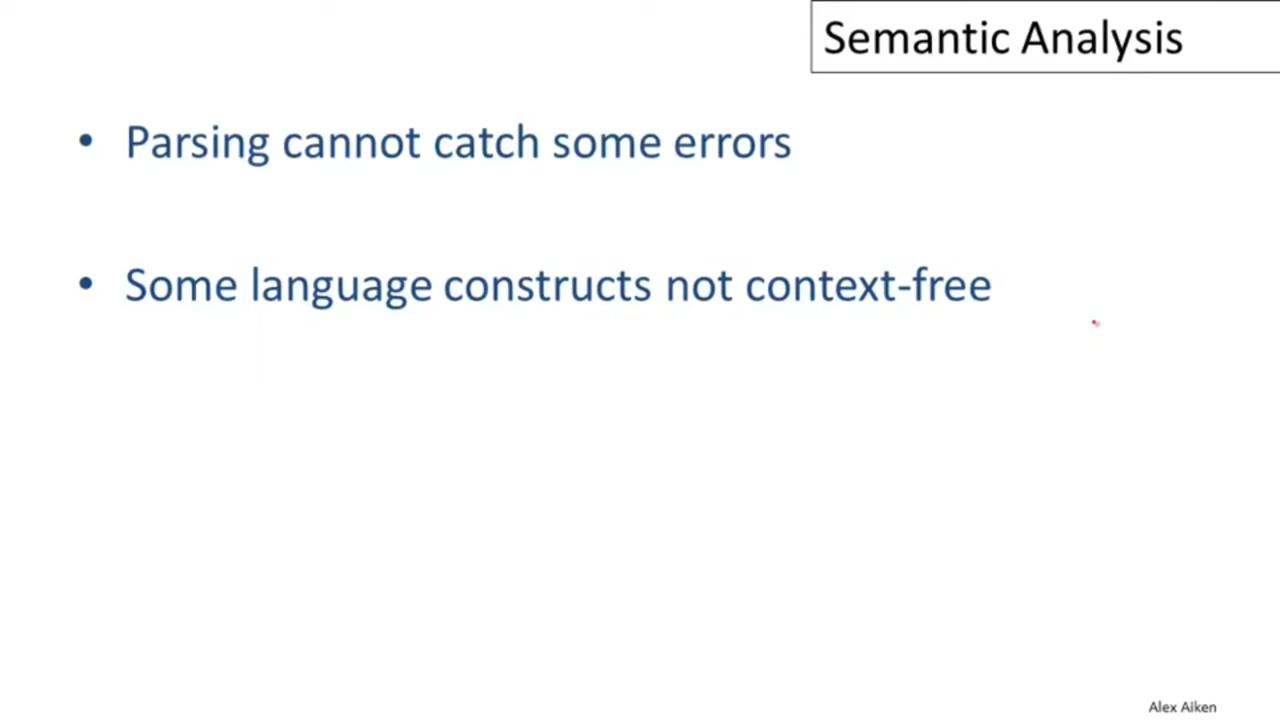 Semantic Analysis
• Parsing cannot catch some errors
• Some language constructs not context-free
Alex Aiken